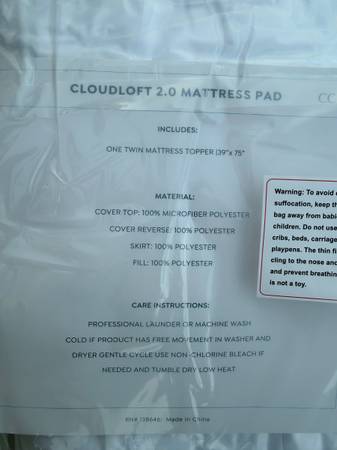 CLOUDLOFT 2.0 MATTRESS PAD
CC
INCLUDES:
ONE TWIN MATTRESS TOPPER (39"x 75"
MATERIAL:
COVER TOP: 100% MICROFIBER POLYESTER
COVER REVERSE: 100% POLYESTER
SKIRT: 100% POLYESTER
FILL: 100% POLYESTER
Warning: To avoid
suffocation, keep th
bag away from babi
children. Do not use
cribs, beds, carriage
playpens. The thin fi
cling to the nose and
and prevent breathin
is not a toy.
CARE INSTRUCTIONS:
PROFESSIONAL LAUNDER OR MACHINE WASH
COLD IF PRODUCT HAS FREE MOVEMENT IN WASHER AND
DRYER GENTLE CYCLE USE NON-CHLORINE BLEACH IF
NEEDED AND TUMBLE DRY LOW HEAT
RN# 138646/ Made in China